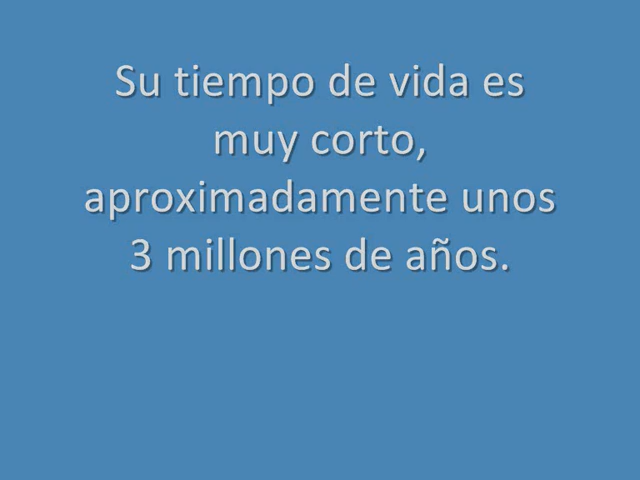 Su tiempo de vida es
muy corto,
aproximadamente unos
3 millones de años.